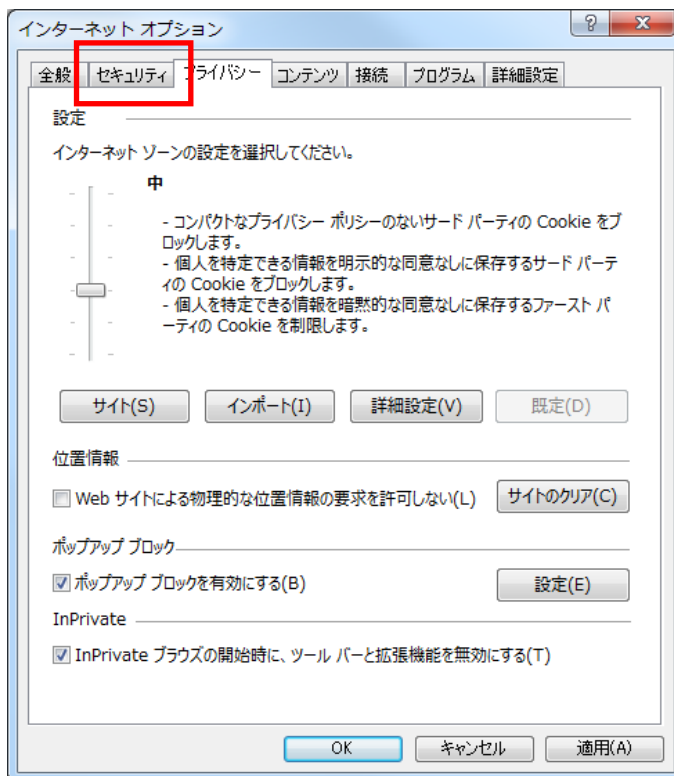 インターネット オプション
全般 セキュリティ プライバシー コンテンツ 接続 プログラム 詳細設定
設定
インターネット ゾーンの設定を選択してください。
中
- コンパクトなプライバシー ポリシーのないサード パーティの Cookie をブ
ロックします。
- 個人を特定できる情報を明示的な同意なしに保存するサード パーテ
ィの Cookie をブロックします。
- 個人を特定できる情報を暗黙的な同意なしに保存するファースト パ
ーティの Cookie を制限します。
サイト(S) インポート(I) 詳細設定(V) 既定(D)
位置情報
Web サイトによる物理的な位置情報の要求を許可しない(L) サイトのクリア(C)
ポップアップ ブロック
ポップアップ ブロックを有効にする(B) 設定(E)
InPrivate
InPrivate ブラウズの開始時に、ツール バーと拡張機能を無効にする(T)
OK キャンセル 適用(A)